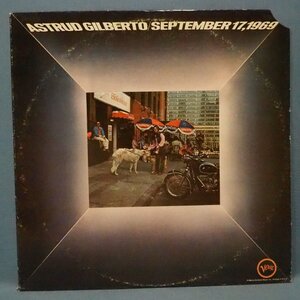 ASTRUD GILBERTO/SEPTEMBER 17, 1969
Verve